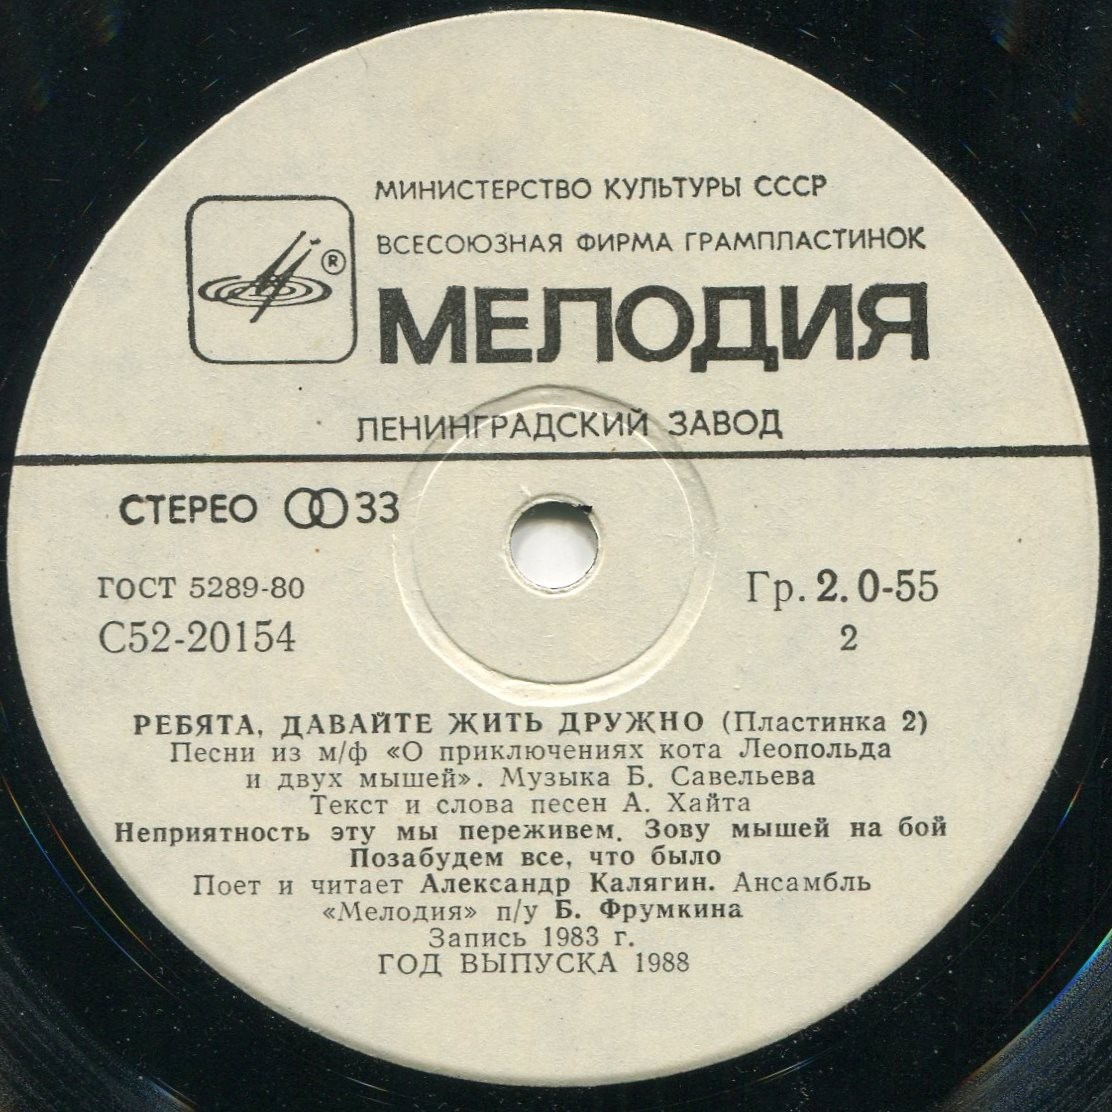 МИНИСТЕРСТВО КУЛЬТУРЫ СССР
ВСЕСОЮЗНАЯ ФИРМА ГРАМПЛАСТИНОК
®
МЕЛОДИЯ
ЛЕНИНГРАДСКИЙ ЗАВОД
СТЕРЕО 33
ГОСТ 5289-80
С52-20154
Гр. 2. 0-55
2
РЕБЯТА, ДАВАЙТЕ ЖИТЬ ДРУЖНО (Пластинка 2)
Песни из м/ф «О приключениях кота Леопольда
и двух мышей». Музыка Б. Савельева
Текст и слова песен А. Хайта
Неприятность эту мы переживем. Зову мышей на бой
Позабудем все, что было
Поет и читает Александр Калягин. Ансамбль
«Мелодия» п/у Б. Фрумкина
Запись 1983 г.
ГОД ВЫПУСКА 1988